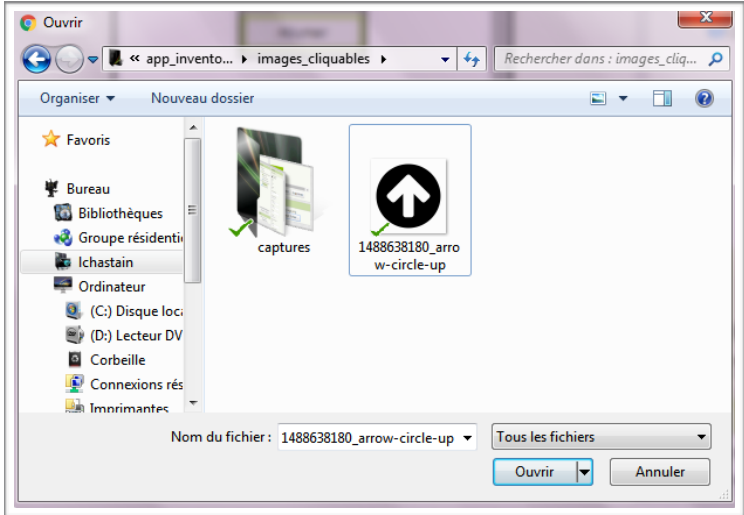 Ouvrir
« app_invento... ▸ images_cliquables ▸
Rechercher dans : images_cliq...
Organiser ▾ Nouveau dossier
Favoris
Bureau
Bibliothèques
Groupe résidentie
lchastain
Ordinateur
(C:) Disque loca
(D:) Lecteur DV
Corbeille
Connexions rés
Imprimantes
captures
1488638180_arro
w-circle-up
Nom du fichier : 1488638180_arrow-circle-up
Tous les fichiers
Ouvrir
Annuler